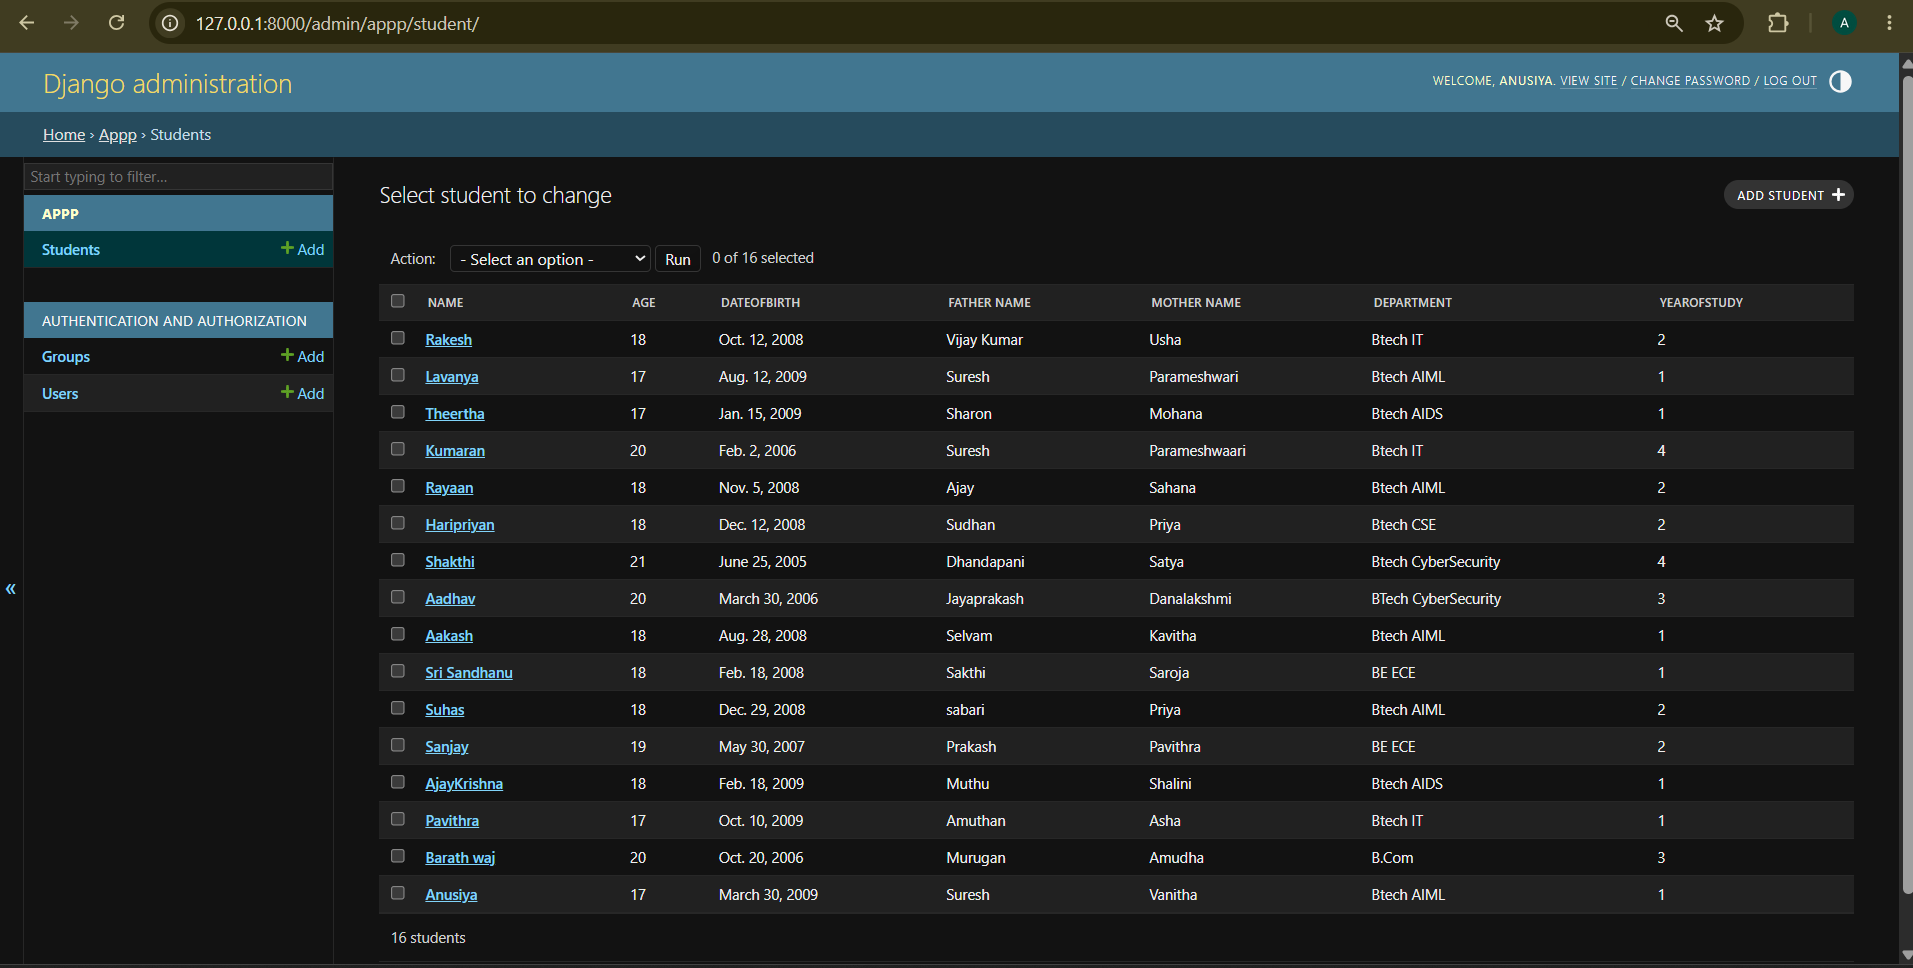 127.0.0.1:8000/admin/appp/student/
A
Django administration
WELCOME, ANUSIYA. VIEW SITE / CHANGE PASSWORD / LOG OUT
Home › Appp › Students
Start typing to filter...
APPP
Students + Add
AUTHENTICATION AND AUTHORIZATION
Groups + Add
Users + Add
«
Select student to change
ADD STUDENT +
Action: - Select an option - Run 0 of 16 selected
NAME AGE DATEOFBIRTH FATHER NAME MOTHER NAME DEPARTMENT YEAROFSTUDY
Rakesh 18 Oct. 12, 2008 Vijay Kumar Usha Btech IT 2
Lavanya 17 Aug. 12, 2009 Suresh Parameshwari Btech AIML 1
Theertha 17 Jan. 15, 2009 Sharon Mohana Btech AIDS 1
Kumaran 20 Feb. 2, 2006 Suresh Parameshwaari Btech IT 4
Rayaan 18 Nov. 5, 2008 Ajay Sahana Btech AIML 2
Haripriyan 18 Dec. 12, 2008 Sudhan Priya Btech CSE 2
Shakthi 21 June 25, 2005 Dhandapani Satya Btech CyberSecurity 4
Aadhav 20 March 30, 2006 Jayaprakash Danalakshmi BTech CyberSecurity 3
Aakash 18 Aug. 28, 2008 Selvam Kavitha Btech AIML 1
Sri Sandhanu 18 Feb. 18, 2008 Sakthi Saroja BE ECE 1
Suhas 18 Dec. 29, 2008 sabari Priya Btech AIML 2
Sanjay 19 May 30, 2007 Prakash Pavithra BE ECE 2
AjayKrishna 18 Feb. 18, 2009 Muthu Shalini Btech AIDS 1
Pavithra 17 Oct. 10, 2009 Amuthan Asha Btech IT 1
Barath waj 20 Oct. 20, 2006 Murugan Amudha B.Com 3
Anusiya 17 March 30, 2009 Suresh Vanitha Btech AIML 1
16 students